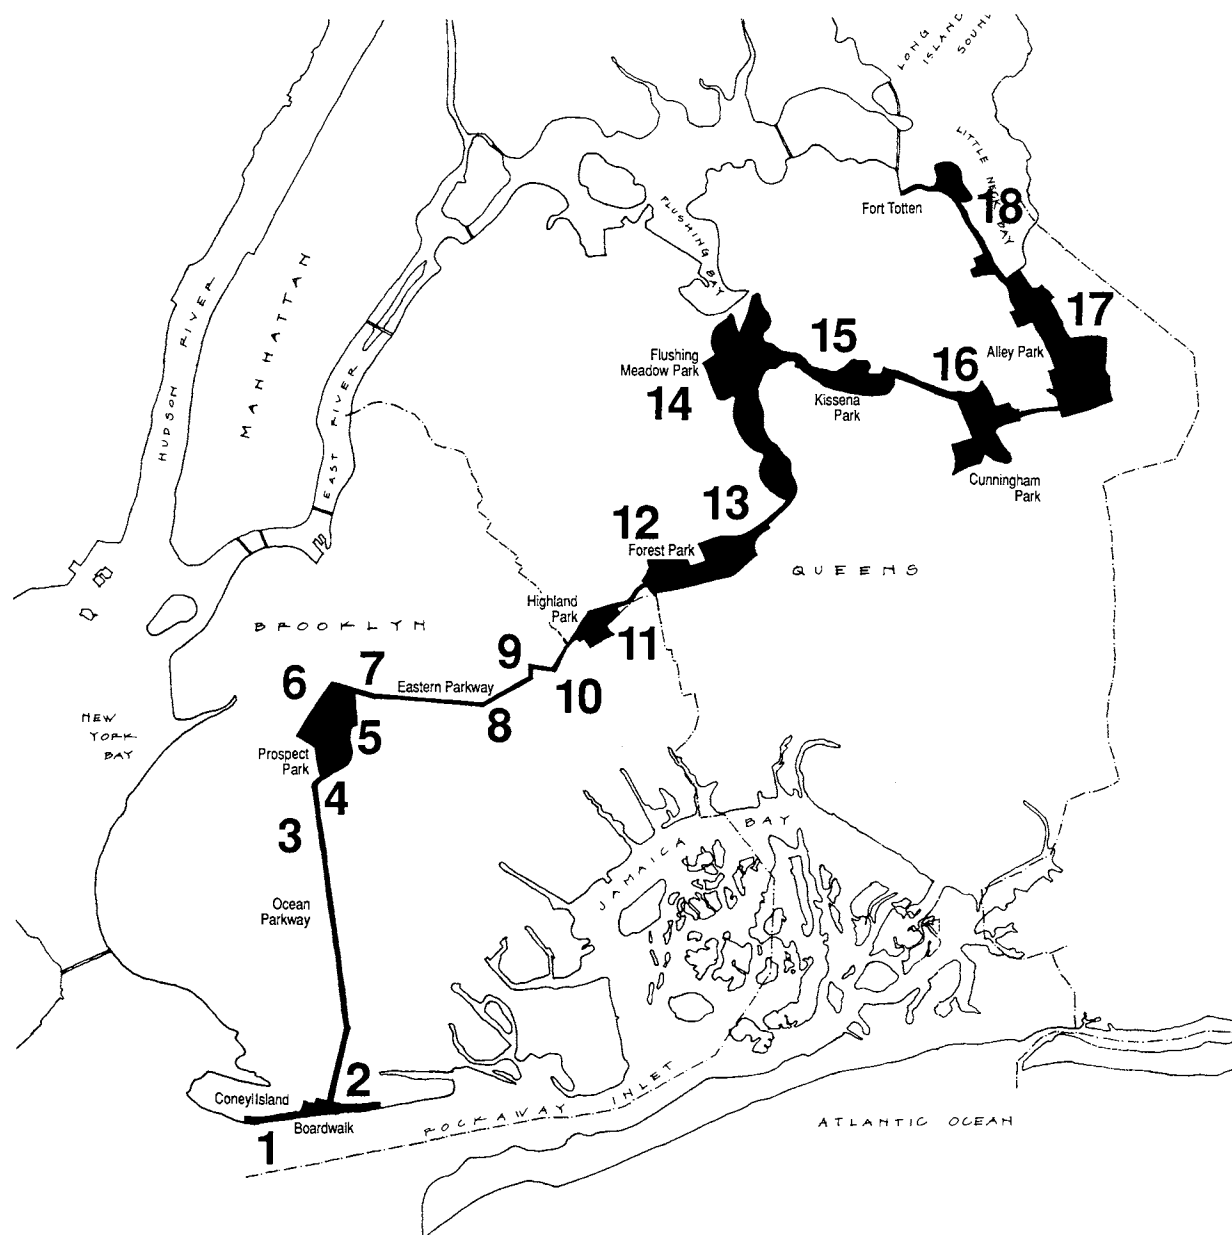 LONG
ISLAND
SOUND
LITTLE NECK BAY
18
Fort Totten
FLUSHING BAY
HUDSON RIVER
MANHATTAN
EAST RIVER
17
15
16
Alley Park
Flushing
Meadow Park
14
Kissena
Park
Cunningham
Park
13
12
Forest Park
QUEENS
Highland
Park
BROOKLYN
11
9
10
7
6
Eastern Parkway
8
5
NEW
YORK
BAY
Prospect
Park
4
3
JAMAICA BAY
Ocean
Parkway
2
Coneyl Island
Boardwalk
1
ROCKAWAY INLET
ATLANTIC OCEAN